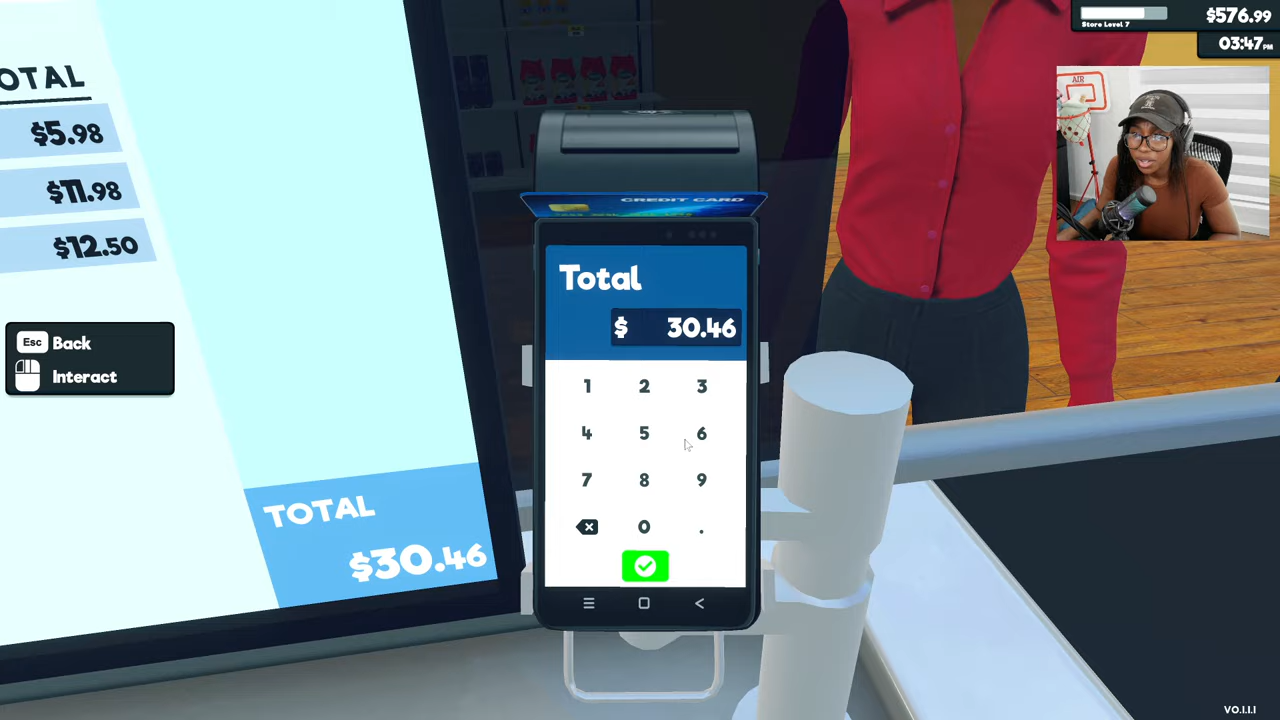 $576.99
Store Level 7
03:47PM
AIR
OTAL
$5.98
$11.98
$12.50
CREDIT CARD
Total
$ 30.46
1 2 3
4 5 6
7 8 9
0 .
Esc Back
Interact
TOTAL
$30.46
V0.1.1.1